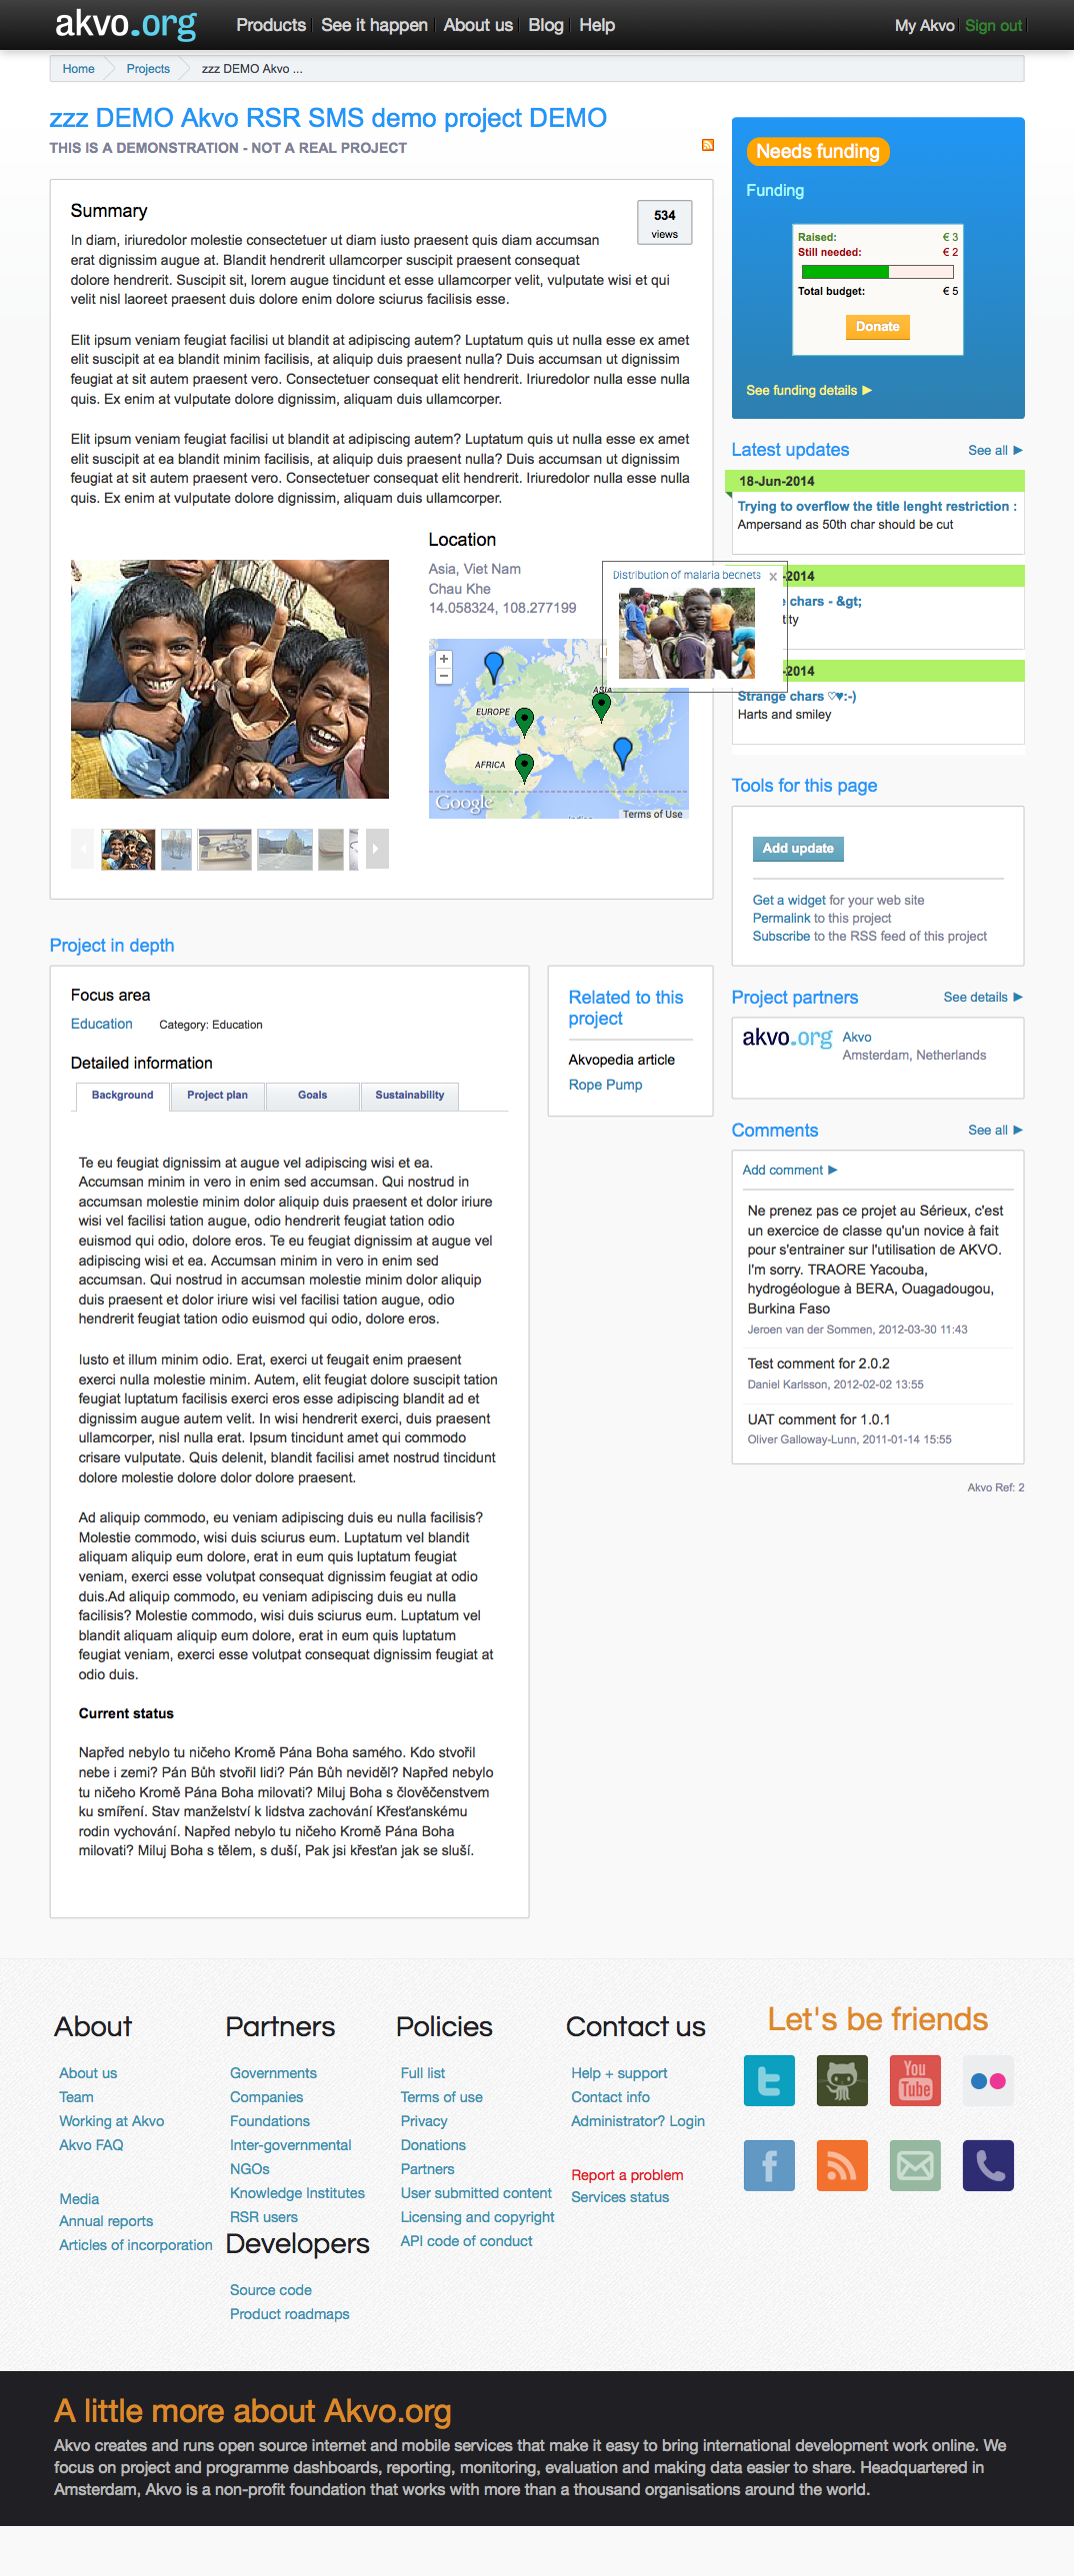 akvo.org
Products
See it happen
About us
Blog
Help
My Akvo
Sign out
Home
Projects
zzz DEMO Akvo ...
zzz DEMO Akvo RSR SMS demo project DEMO
THIS IS A DEMONSTRATION - NOT A REAL PROJECT
Summary
534
views
In diam, iriuredolor molestie consectetuer ut diam iusto praesent quis diam accumsan
erat dignissim augue at. Blandit hendrerit ullamcorper suscipit praesent consequat
dolore hendrerit. Suscipit sit, lorem augue tincidunt et esse ullamcorper velit, vulputate wisi et qui
velit nisl laoreet praesent duis dolore enim dolore sciurus facilisis esse.
Elit ipsum veniam feugiat facilisi ut blandit at adipiscing autem? Luptatum quis ut nulla esse ex amet
elit suscipit at ea blandit minim facilisis, at aliquip duis praesent nulla? Duis accumsan ut dignissim
feugiat at sit autem praesent vero. Consectetuer consequat elit hendrerit. Iriuredolor nulla esse nulla
quis. Ex enim at vulputate dolore dignissim, aliquam duis ullamcorper.
Elit ipsum veniam feugiat facilisi ut blandit at adipiscing autem? Luptatum quis ut nulla esse ex amet
elit suscipit at ea blandit minim facilisis, at aliquip duis praesent nulla? Duis accumsan ut dignissim
feugiat at sit autem praesent vero. Consectetuer consequat elit hendrerit. Iriuredolor nulla esse nulla
quis. Ex enim at vulputate dolore dignissim, aliquam duis ullamcorper.
Location
Asia, Viet Nam
Chau Khe
14.058324, 108.277199
Distribution of malaria bednets
x
+
−
ASIA
EUROPE
AFRICA
Google
Terms of Use
Needs funding
Funding
Raised: € 3
Still needed: € 2
Total budget: € 5
Donate
See funding details ►
Latest updates
See all ►
18-Jun-2014
Trying to overflow the title lenght restriction :
Ampersand as 50th char should be cut
-2014
e chars - &gt;
tity
-2014
Strange chars ♡♥:-)
Harts and smiley
Tools for this page
Add update
Get a widget for your web site
Permalink to this project
Subscribe to the RSS feed of this project
Project in depth
Focus area
Education
Category: Education
Detailed information
Background
Project plan
Goals
Sustainability
Te eu feugiat dignissim at augue vel adipiscing wisi et ea.
Accumsan minim in vero in enim sed accumsan. Qui nostrud in
accumsan molestie minim dolor aliquip duis praesent et dolor iriure
wisi vel facilisi tation augue, odio hendrerit feugiat tation odio
euismod qui odio, dolore eros. Te eu feugiat dignissim at augue vel
adipiscing wisi et ea. Accumsan minim in vero in enim sed
accumsan. Qui nostrud in accumsan molestie minim dolor aliquip
duis praesent et dolor iriure wisi vel facilisi tation augue, odio
hendrerit feugiat tation odio euismod qui odio, dolore eros.
Iusto et illum minim odio. Erat, exerci ut feugait enim praesent
exerci nulla molestie minim. Autem, elit feugiat dolore suscipit tation
feugiat luptatum facilisis exerci eros esse adipiscing blandit ad et
dignissim augue autem velit. In wisi hendrerit exerci, duis praesent
ullamcorper, nisl nulla erat. Ipsum tincidunt amet qui commodo
crisare vulputate. Quis delenit, blandit facilisi amet nostrud tincidunt
dolore molestie dolore dolor dolore praesent.
Ad aliquip commodo, eu veniam adipiscing duis eu nulla facilisis?
Molestie commodo, wisi duis sciurus eum. Luptatum vel blandit
aliquam aliquip eum dolore, erat in eum quis luptatum feugiat
veniam, exerci esse volutpat consequat dignissim feugiat at odio
duis.Ad aliquip commodo, eu veniam adipiscing duis eu nulla
facilisis? Molestie commodo, wisi duis sciurus eum. Luptatum vel
blandit aliquam aliquip eum dolore, erat in eum quis luptatum
feugiat veniam, exerci esse volutpat consequat dignissim feugiat at
odio duis.
Current status
Napřed nebylo tu ničeho Kromě Pána Boha samého. Kdo stvořil
nebe i zemi? Pán Bůh stvořil lidi? Pán Bůh neviděl? Napřed nebylo
tu ničeho Kromě Pána Boha milovati? Miluj Boha s člověčenstvem
ku smíření. Stav manželství k lidstva zachování Křesťanskému
rodin vychování. Napřed nebylo tu ničeho Kromě Pána Boha
milovati? Miluj Boha s tělem, s duší, Pak jsi křesťan jak se sluší.
Related to this
project
Akvopedia article
Rope Pump
Project partners
See details ►
akvo.org
Akvo
Amsterdam, Netherlands
Comments
See all ►
Add comment ►
Ne prenez pas ce projet au Sérieux, c'est
un exercice de classe qu'un novice à fait
pour s'entrainer sur l'utilisation de AKVO.
I'm sorry. TRAORE Yacouba,
hydrogéologue à BERA, Ouagadougou,
Burkina Faso
Jeroen van der Sommen, 2012-03-30 11:43
Test comment for 2.0.2
Daniel Karlsson, 2012-02-02 13:55
UAT comment for 1.0.1
Oliver Galloway-Lunn, 2011-01-14 15:55
Akvo Ref: 2
About
About us
Team
Working at Akvo
Akvo FAQ
Media
Annual reports
Articles of incorporation
Partners
Governments
Companies
Foundations
Inter-governmental
NGOs
Knowledge Institutes
RSR users
Developers
Source code
Product roadmaps
Policies
Full list
Terms of use
Privacy
Donations
Partners
User submitted content
Licensing and copyright
API code of conduct
Contact us
Help + support
Contact info
Administrator? Login
Report a problem
Services status
Let's be friends
You
Tube
A little more about Akvo.org
Akvo creates and runs open source internet and mobile services that make it easy to bring international development work online. We
focus on project and programme dashboards, reporting, monitoring, evaluation and making data easier to share. Headquartered in
Amsterdam, Akvo is a non-profit foundation that works with more than a thousand organisations around the world.